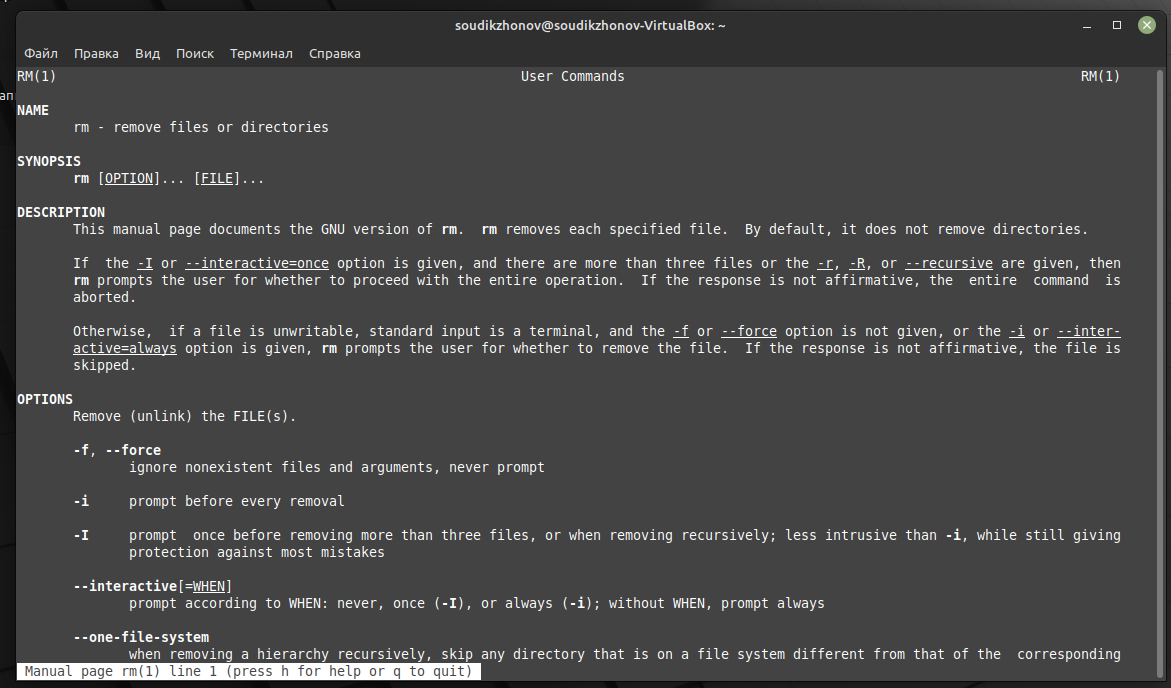 soudikzhonov@soudikzhonov-VirtualBox: ~
Файл Правка Вид Поиск Терминал Справка
RM(1) User Commands RM(1)
NAME
rm - remove files or directories
SYNOPSIS
rm [OPTION]... [FILE]...
DESCRIPTION
This manual page documents the GNU version of rm. rm removes each specified file. By default, it does not remove directories.
If the -I or --interactive=once option is given, and there are more than three files or the -r, -R, or --recursive are given, then
rm prompts the user for whether to proceed with the entire operation. If the response is not affirmative, the entire command is
aborted.
Otherwise, if a file is unwritable, standard input is a terminal, and the -f or --force option is not given, or the -i or --inter-
active=always option is given, rm prompts the user for whether to remove the file. If the response is not affirmative, the file is
skipped.
OPTIONS
Remove (unlink) the FILE(s).
-f, --force
ignore nonexistent files and arguments, never prompt
-i prompt before every removal
-I prompt once before removing more than three files, or when removing recursively; less intrusive than -i, while still giving
protection against most mistakes
--interactive[=WHEN]
prompt according to WHEN: never, once (-I), or always (-i); without WHEN, prompt always
--one-file-system
when removing a hierarchy recursively, skip any directory that is on a file system different from that of the corresponding
Manual page rm(1) line 1 (press h for help or q to quit)